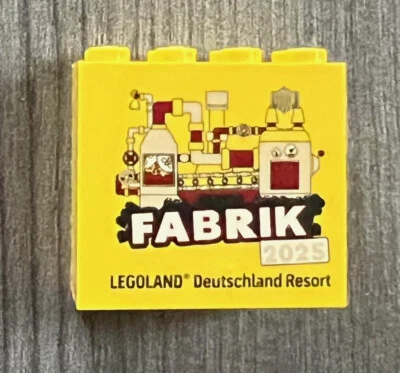 FABRIK
2025
LEGOLAND® Deutschland Resort